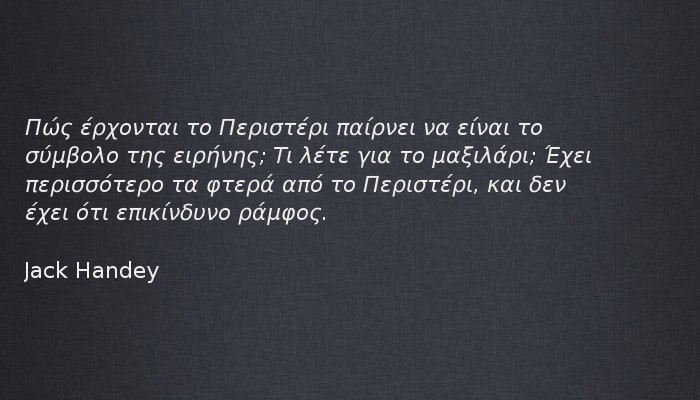 Πώς έρχονται το Περιστέρι παίρνει να είναι το
σύμβολο της ειρήνης; Τι λέτε για το μαξιλάρι; Έχει
περισσότερο τα φτερά από το Περιστέρι, και δεν
έχει ότι επικίνδυνο ράμφος.
Jack Handey